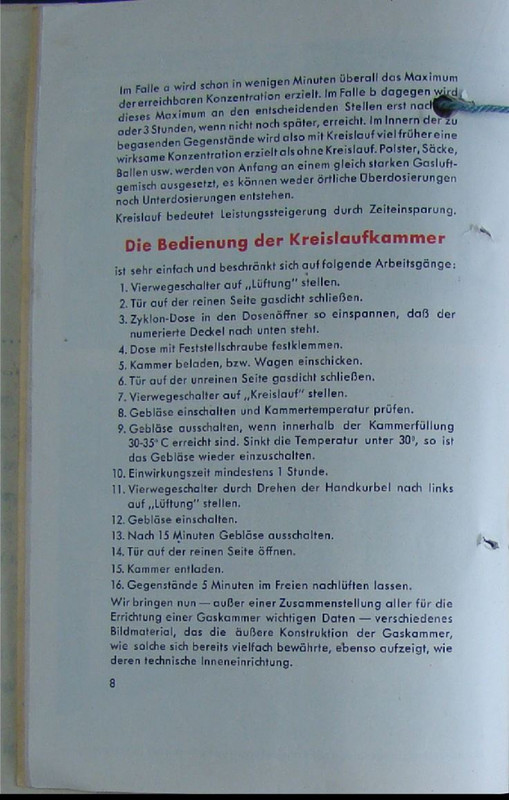 Im Falle a wird schon in wenigen Minuten überall das Maximum
der erreichbaren Konzentration erzielt. Im Falle b dagegen wird
dieses Maximum an den entscheidenden Stellen erst nach
oder 3 Stunden, wenn nicht noch später, erreicht. Im Innern der zu
begasenden Gegenstände wird also mit Kreislauf viel früher eine
wirksame Konzentration erzielt als ohne Kreislauf. Polster, Säcke,
Ballen usw. werden von Anfang an einem gleich starken Gasluft-
gemisch ausgesetzt, es können weder örtliche Überdosierungen
noch Unterdosierungen entstehen.
Kreislauf bedeutet Leistungssteigerung durch Zeiteinsparung.
Die Bedienung der Kreislaufkammer
ist sehr einfach und beschränkt sich auf folgende Arbeitsgänge:
1. Vierwegeschalter auf „Lüftung" stellen.
2. Tür auf der reinen Seite gasdicht schließen.
3. Zyklon-Dose in den Dosenöffner so einspannen, daß der
numerierte Deckel nach unten steht.
4. Dose mit Feststellschraube festklemmen.
5. Kammer beladen, bzw. Wagen einschicken.
6. Tür auf der unreinen Seite gasdicht schließen.
7. Vierwegeschalter auf „Kreislauf" stellen.
8. Gebläse einschalten und Kammertemperatur prüfen.
9. Gebläse ausschalten, wenn innerhalb der Kammerfüllung
30-35° C erreicht sind. Sinkt die Temperatur unter 30°, so ist
das Gebläse wieder einzuschalten.
10. Einwirkungszeit mindestens 1 Stunde.
11. Vierwegeschalter durch Drehen der Handkurbel nach links
auf „Lüftung" stellen.
12. Gebläse einschalten.
13. Nach 15 Minuten Gebläse ausschalten.
14. Tür auf der reinen Seite öffnen.
15. Kammer entladen.
16. Gegenstände 5 Minuten im Freien nachlüften lassen.
Wir bringen nun — außer einer Zusammenstellung aller für die
Errichtung einer Gaskammer wichtigen Daten — verschiedenes
Bildmaterial, das die äußere Konstruktion der Gaskammer,
wie solche sich bereits vielfach bewährte, ebenso aufzeigt, wie
deren technische Inneneinrichtung.
8